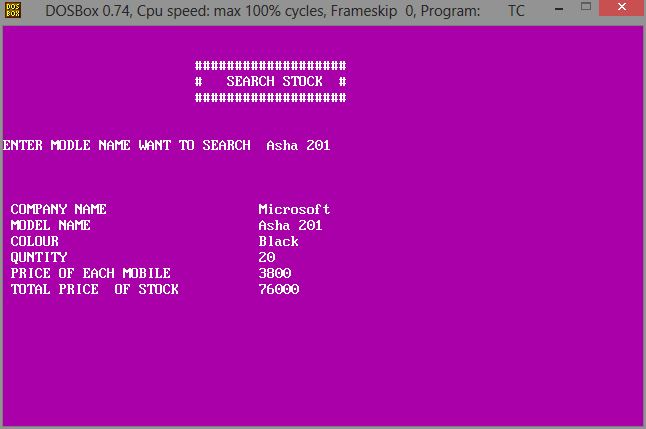 DOS BOX DOSBox 0.74, Cpu speed: max 100% cycles, Frameskip 0, Program: TC
###################
# SEARCH STOCK #
###################
ENTER MODLE NAME WANT TO SEARCH Asha 201
COMPANY NAME Microsoft
MODEL NAME Asha 201
COLOUR Black
QUNTITY 20
PRICE OF EACH MOBILE 3800
TOTAL PRICE OF STOCK 76000